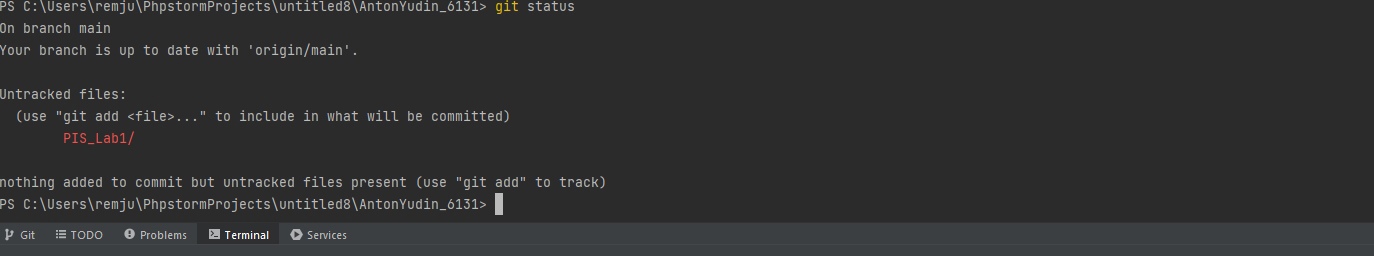 PS C:\Users\remju\PhpstormProjects\untitled8\AntonYudin_6131> git status
On branch main
Your branch is up to date with 'origin/main'.
Untracked files:
(use "git add <file>..." to include in what will be committed)
PIS_Lab1/
nothing added to commit but untracked files present (use "git add" to track)
PS C:\Users\remju\PhpstormProjects\untitled8\AntonYudin_6131>
Git TODO Problems Terminal Services